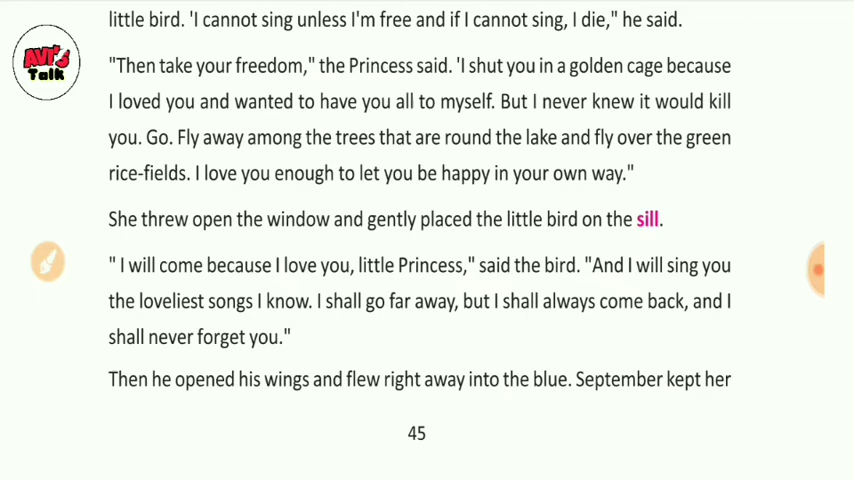 little bird. 'I cannot sing unless I'm free and if I cannot sing, I die," he said.
AVI'S
Talk
"Then take your freedom," the Princess said. 'I shut you in a golden cage because
I loved you and wanted to have you all to myself. But I never knew it would kill
you. Go. Fly away among the trees that are round the lake and fly over the green
rice-fields. I love you enough to let you be happy in your own way."
She threw open the window and gently placed the little bird on the sill.
" I will come because I love you, little Princess," said the bird. "And I will sing you
the loveliest songs I know. I shall go far away, but I shall always come back, and I
shall never forget you."
Then he opened his wings and flew right away into the blue. September kept her
45